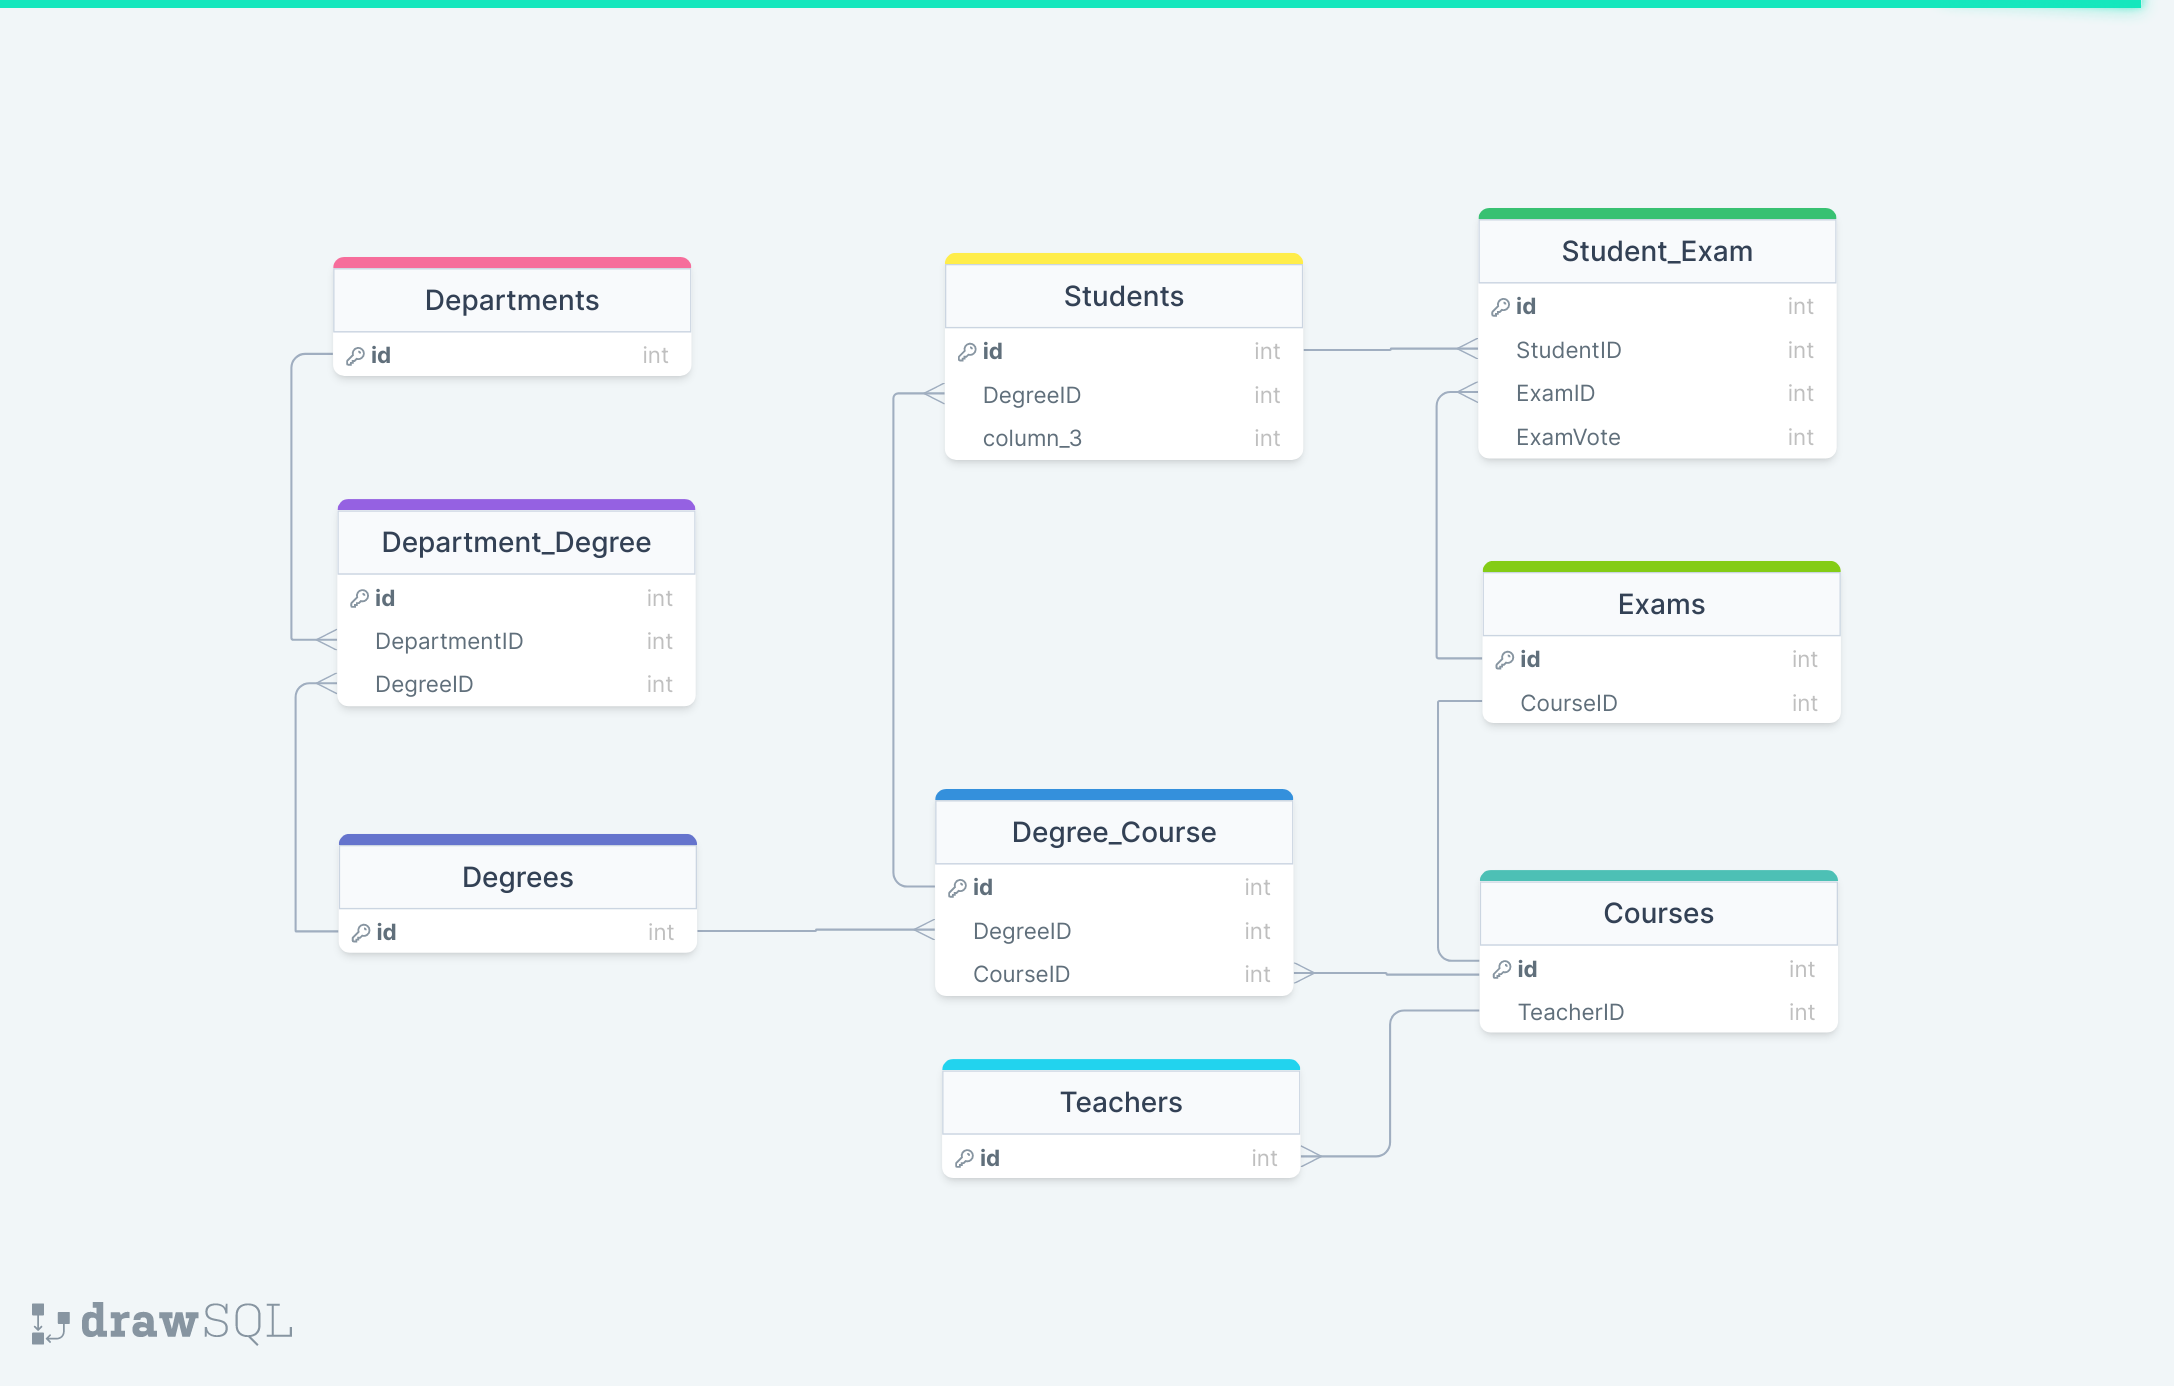 Departments
id int
Department_Degree
id int
DepartmentID int
DegreeID int
Degrees
id int
Students
id int
DegreeID int
column_3 int
Degree_Course
id int
DegreeID int
CourseID int
Teachers
id int
Student_Exam
id int
StudentID int
ExamID int
ExamVote int
Exams
id int
CourseID int
Courses
id int
TeacherID int
drawSQL